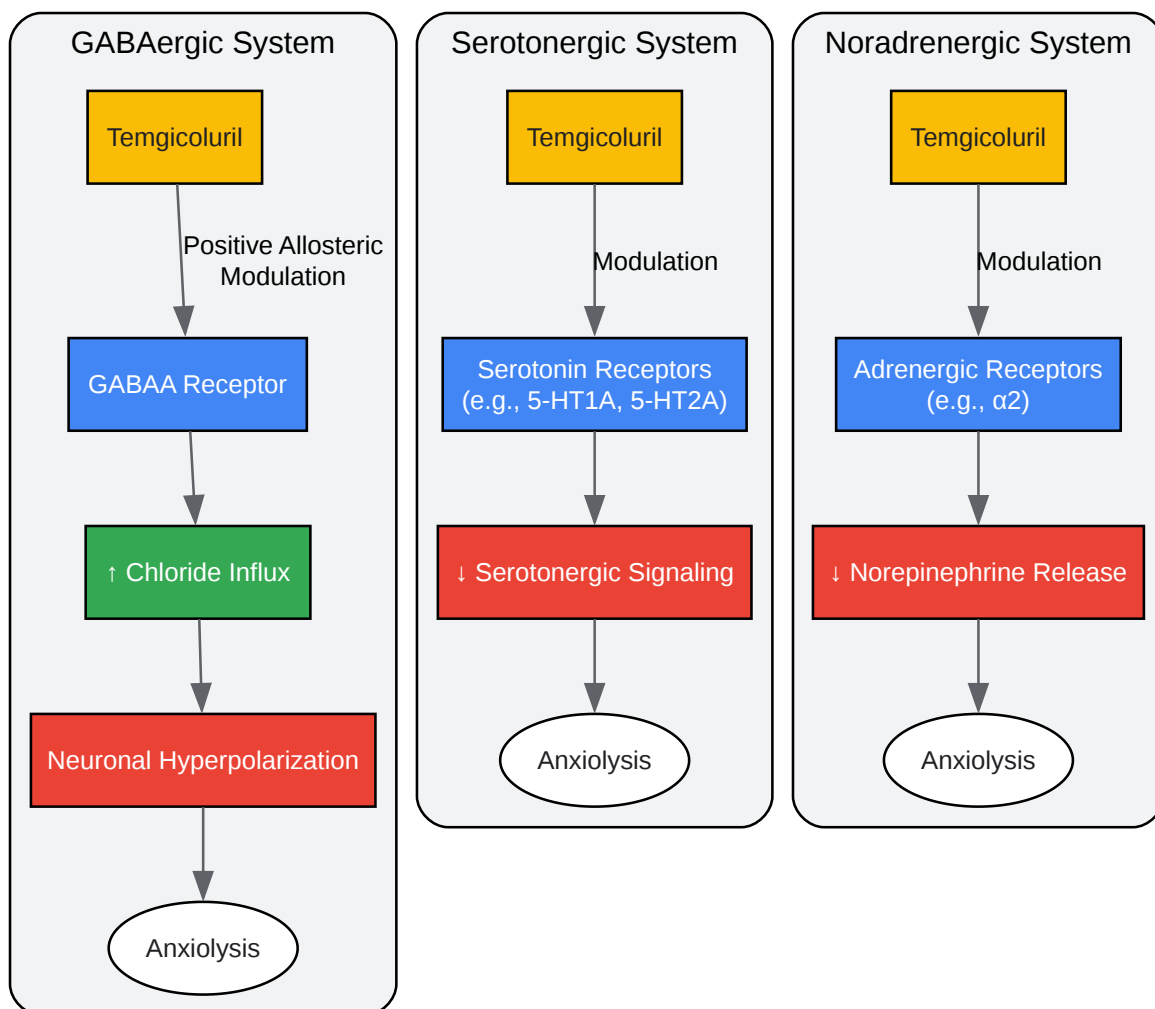 GABAergic System
Temgicoluril
Positive Allosteric
Modulation
GABAA Receptor
↑ Chloride Influx
Neuronal Hyperpolarization
Anxiolysis
Serotonergic System
Temgicoluril
Modulation
Serotonin Receptors
(e.g., 5-HT1A, 5-HT2A)
↓ Serotonergic Signaling
Anxiolysis
Noradrenergic System
Temgicoluril
Modulation
Adrenergic Receptors
(e.g., α2)
↓ Norepinephrine Release
Anxiolysis